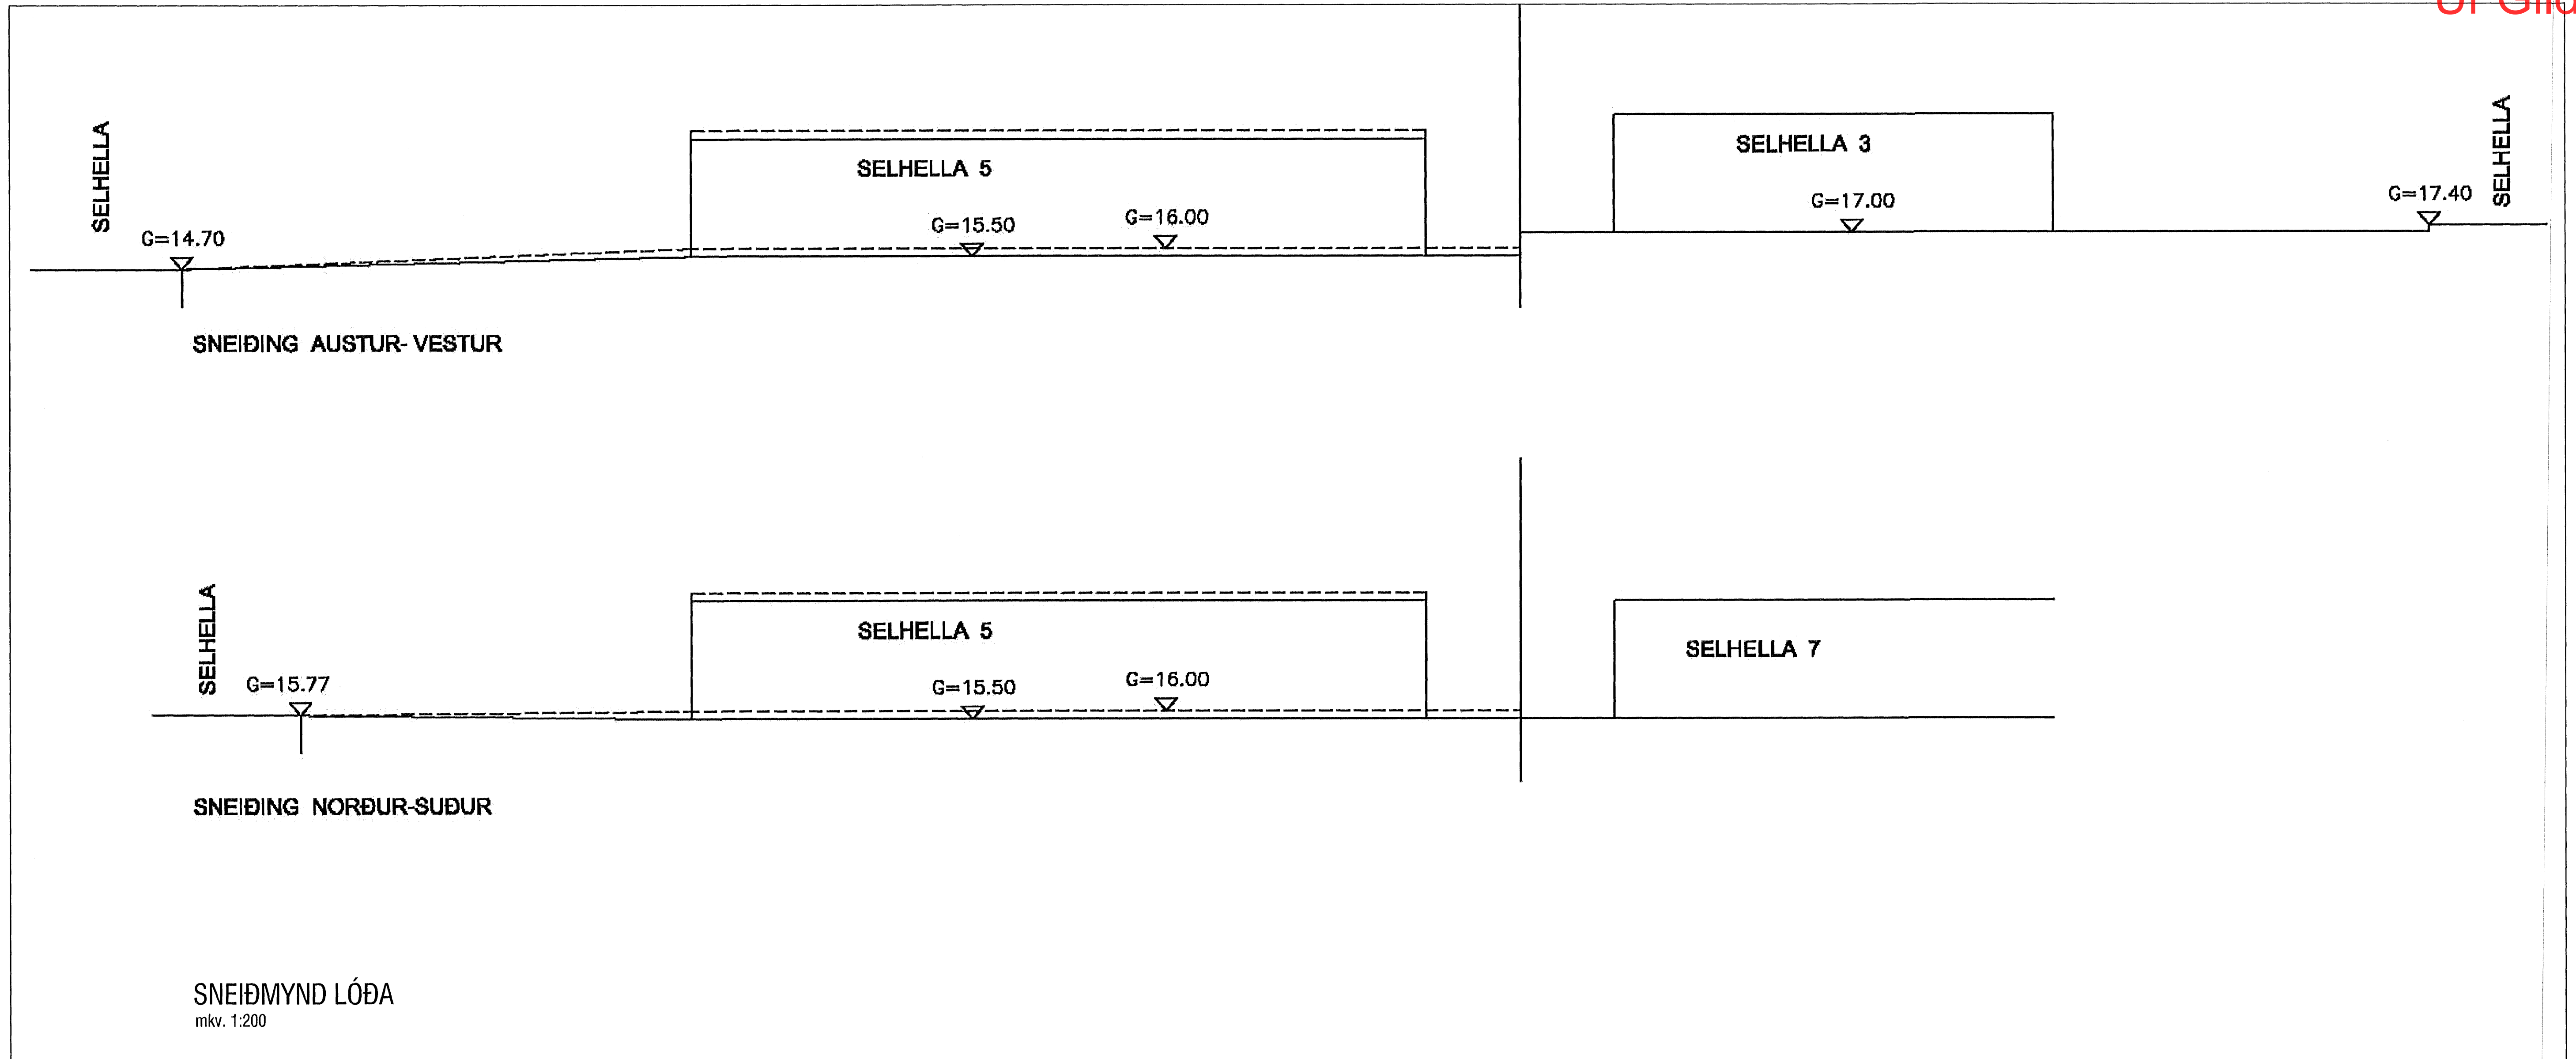 SELHELLA
G=14.70
SELHELLA 5
G=15.50
G=16.00
SELHELLA 3
G=17.00
G=17.40
SELHELLA
SNEIÐING AUSTUR-VESTUR
SELHELLA
G=15.77
SELHELLA 5
G=15.50
G=16.00
SELHELLA 7
SNEIÐING NORÐUR-SUÐUR
SNEIÐMYND LÓÐA
mkv. 1:200